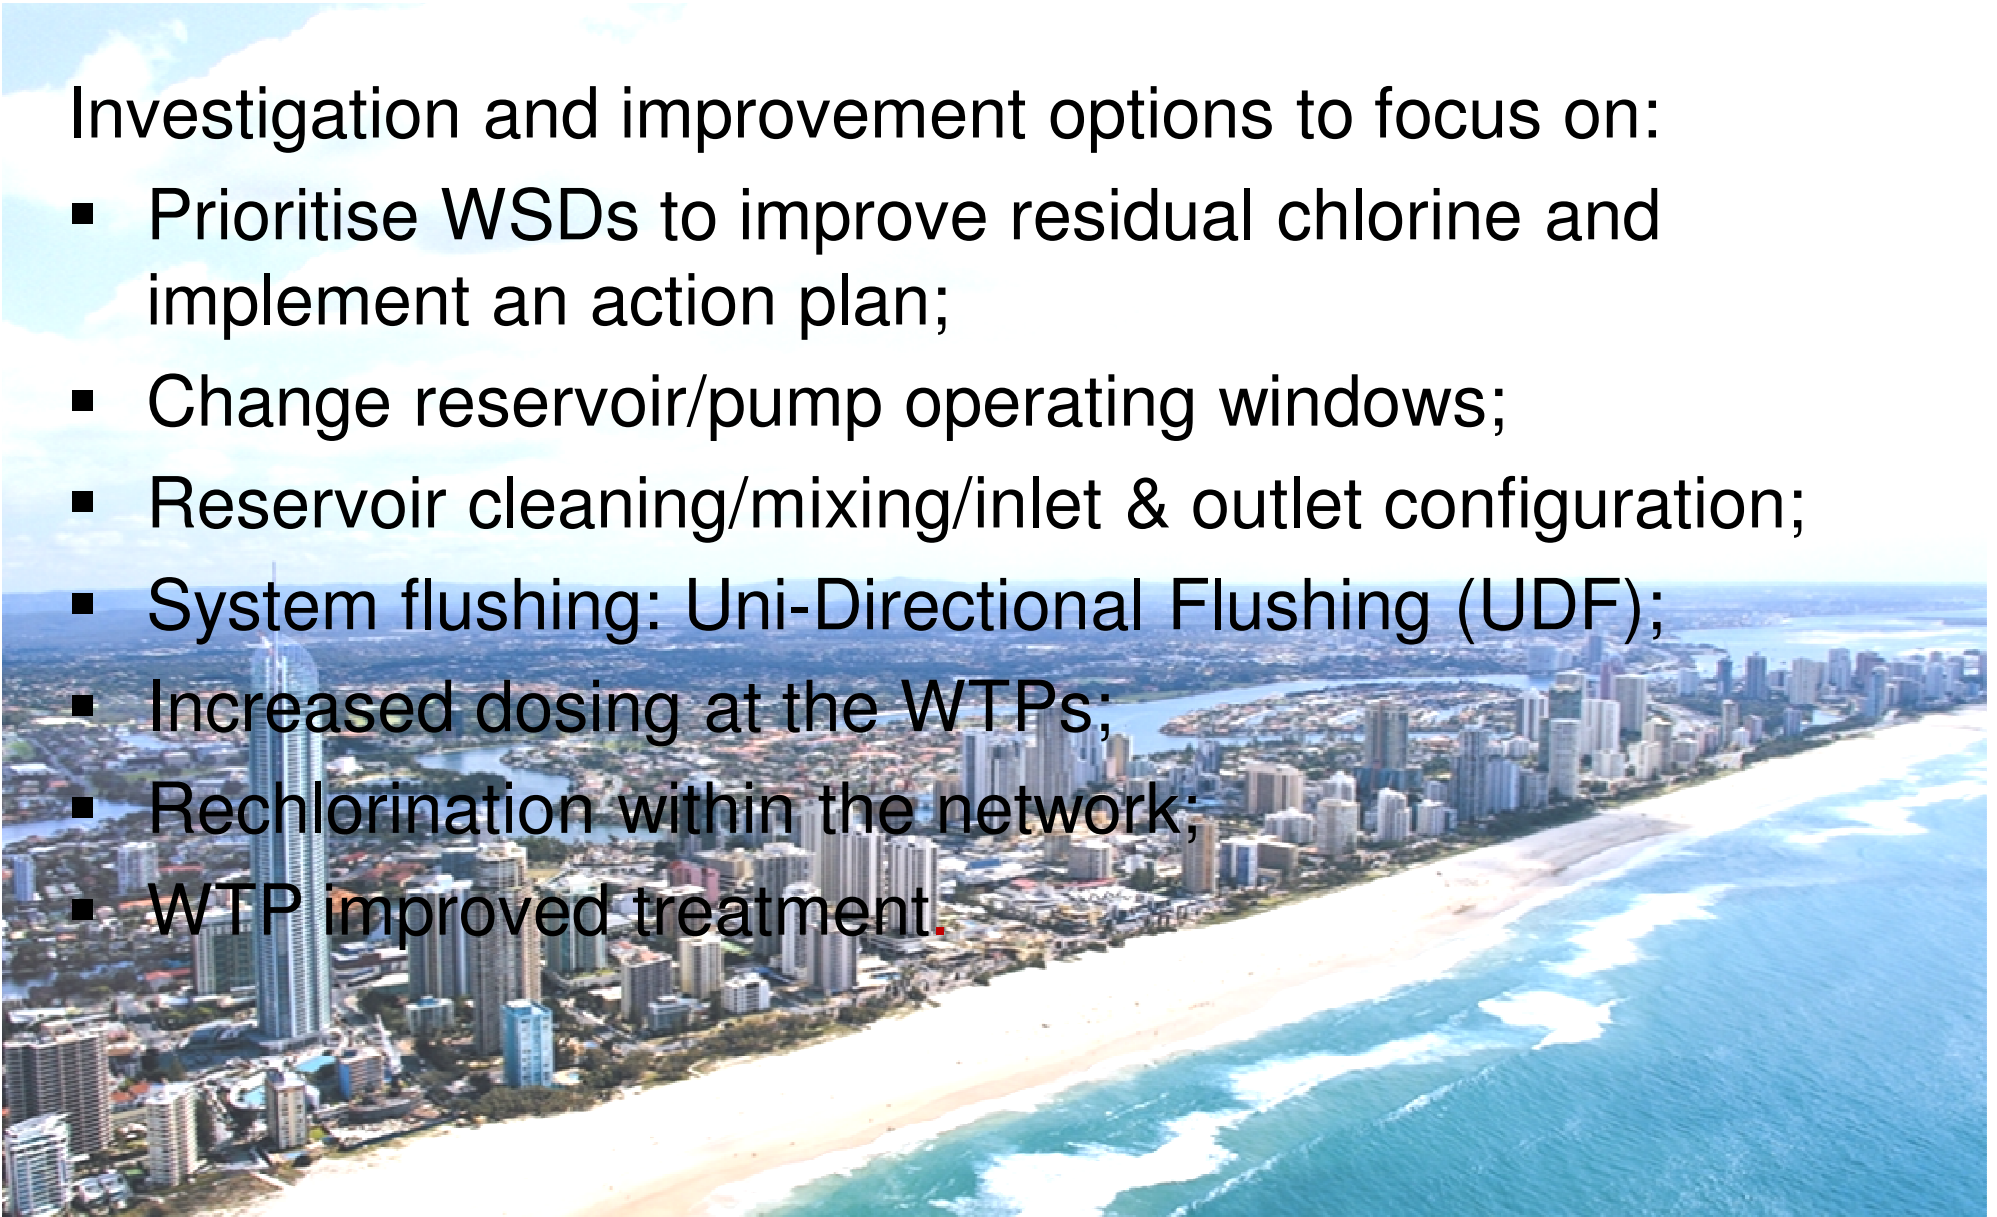 Investigation and improvement options to focus on:
▪ Prioritise WSDs to improve residual chlorine and
implement an action plan;
▪ Change reservoir/pump operating windows;
▪ Reservoir cleaning/mixing/inlet & outlet configuration;
▪ System flushing: Uni-Directional Flushing (UDF);
▪ Increased dosing at the WTPs;
▪ Rechlorination within the network;
▪ WTP improved treatment.